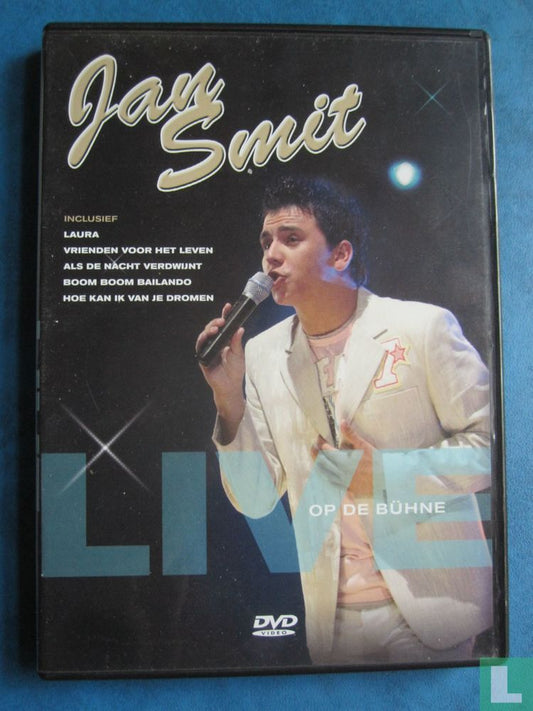 Jan
Smit
INCLUSIEF
LAURA
VRIENDEN VOOR HET LEVEN
ALS DE NACHT VERDWIJNT
BOOM BOOM BAILANDO
HOE KAN IK VAN JE DROMEN
LIVE
OP DE BÜHNE
DVD
VIDEO
L